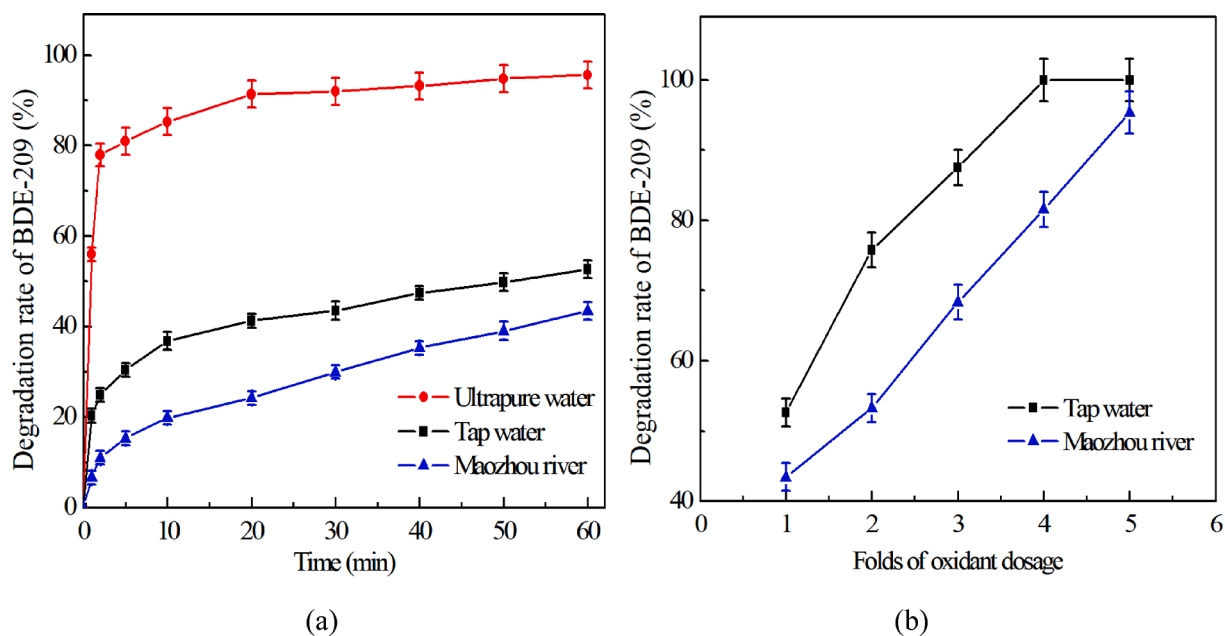 Degradation rate of BDE-209 (%)
100
80
60
40
20
0
Ultrapure water
Tap water
Maozhou river
0 10 20 30 40 50 60
Time (min)
(a)
Degradation rate of BDE-209 (%)
100
80
60
40
Tap water
Maozhou river
0 1 2 3 4 5 6
Folds of oxidant dosage
(b)